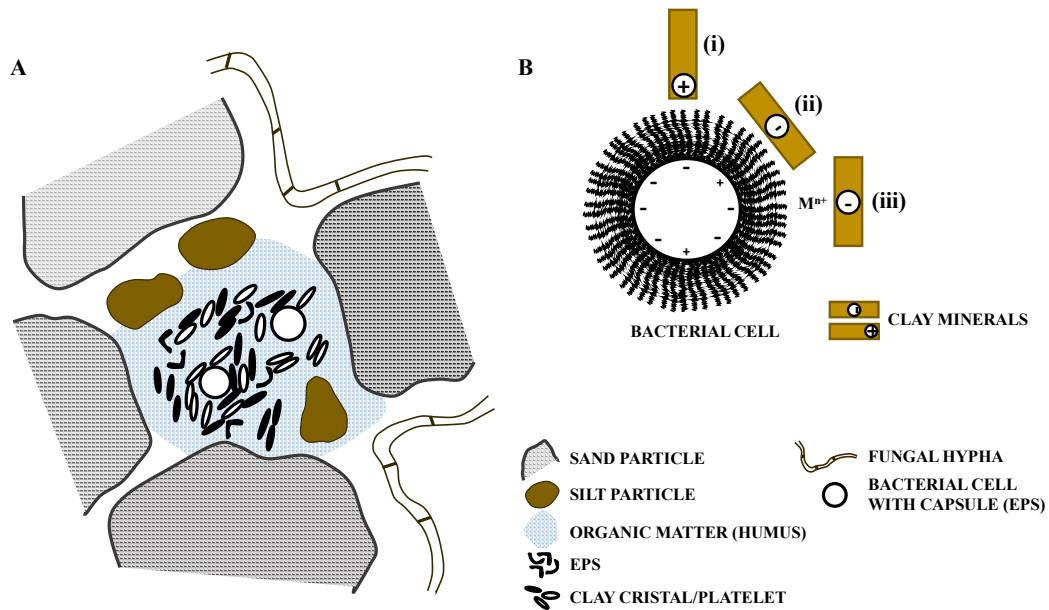 A
B
(i)
+
(ii)
-
(iii)
Mⁿ⁺
-
-
-
+
-
-
-
-
-
+
BACTERIAL CELL
CLAY MINERALS
-
+
SAND PARTICLE
SILT PARTICLE
ORGANIC MATTER (HUMUS)
EPS
CLAY CRISTAL/PLATELET
FUNGAL HYPHA
BACTERIAL CELL
WITH CAPSULE (EPS)